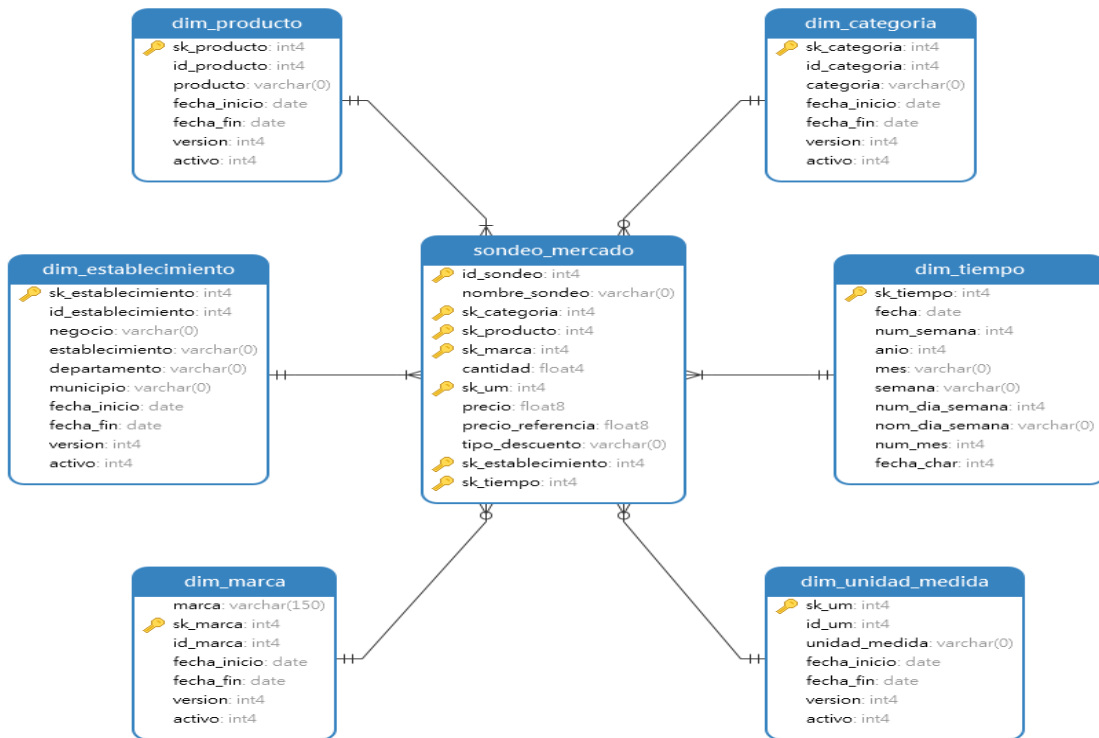 dim_producto
sk_producto: int4
id_producto: int4
producto: varchar(0)
fecha_inicio: date
fecha_fin: date
version: int4
activo: int4
dim_categoria
sk_categoria: int4
id_categoria: int4
categoria: varchar(0)
fecha_inicio: date
fecha_fin: date
version: int4
activo: int4
dim_establecimiento
sk_establecimiento: int4
id_establecimiento: int4
negocio: varchar(0)
establecimiento: varchar(0)
departamento: varchar(0)
municipio: varchar(0)
fecha_inicio: date
fecha_fin: date
version: int4
activo: int4
sondeo_mercado
id_sondeo: int4
nombre_sondeo: varchar(0)
sk_categoria: int4
sk_producto: int4
sk_marca: int4
cantidad: float4
sk_um: int4
precio: float8
precio_referencia: float8
tipo_descuento: varchar(0)
sk_establecimiento: int4
sk_tiempo: int4
dim_tiempo
sk_tiempo: int4
fecha: date
num_semana: int4
anio: int4
mes: varchar(0)
semana: varchar(0)
num_dia_semana: int4
nom_dia_semana: varchar(0)
num_mes: int4
fecha_char: int4
dim_marca
marca: varchar(150)
sk_marca: int4
id_marca: int4
fecha_inicio: date
fecha_fin: date
version: int4
activo: int4
dim_unidad_medida
sk_um: int4
id_um: int4
unidad_medida: varchar(0)
fecha_inicio: date
fecha_fin: date
version: int4
activo: int4